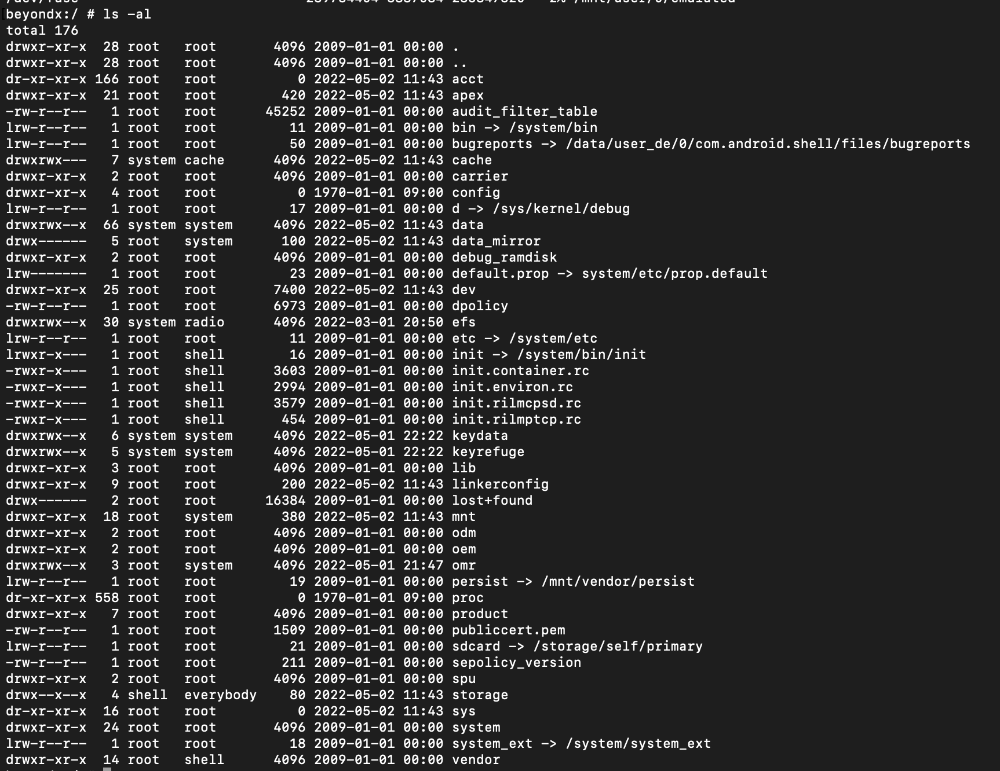 beyondx:/ # ls -al
total 176
drwxr-xr-x  28 root   root       4096 2009-01-01 00:00 .
drwxr-xr-x  28 root   root       4096 2009-01-01 00:00 ..
dr-xr-xr-x 166 root   root          0 2022-05-02 11:43 acct
drwxr-xr-x  21 root   root        420 2022-05-02 11:43 apex
-rw-r--r--   1 root   root      45252 2009-01-01 00:00 audit_filter_table
lrw-r--r--   1 root   root         11 2009-01-01 00:00 bin -> /system/bin
lrw-r--r--   1 root   root         50 2009-01-01 00:00 bugreports -> /data/user_de/0/com.android.shell/files/bugreports
drwxrwx---   7 system cache      4096 2022-05-02 11:43 cache
drwxr-xr-x   2 root   root       4096 2009-01-01 00:00 carrier
drwxr-xr-x   4 root   root          0 1970-01-01 09:00 config
lrw-r--r--   1 root   root         17 2009-01-01 00:00 d -> /sys/kernel/debug
drwxrwx--x  66 system system     4096 2022-05-02 11:43 data
drwx------   5 root   system      100 2022-05-02 11:43 data_mirror
drwxr-xr-x   2 root   root       4096 2009-01-01 00:00 debug_ramdisk
lrw-------   1 root   root         23 2009-01-01 00:00 default.prop -> system/etc/prop.default
drwxr-xr-x  25 root   root       7400 2022-05-02 11:43 dev
-rw-r--r--   1 root   root       6973 2009-01-01 00:00 dpolicy
drwxrwx--x  30 system radio      4096 2022-03-01 20:50 efs
lrw-r--r--   1 root   root         11 2009-01-01 00:00 etc -> /system/etc
lrwxr-x---   1 root   shell        16 2009-01-01 00:00 init -> /system/bin/init
-rwxr-x---   1 root   shell      3603 2009-01-01 00:00 init.container.rc
-rwxr-x---   1 root   shell      2994 2009-01-01 00:00 init.environ.rc
-rwxr-x---   1 root   shell      3579 2009-01-01 00:00 init.rilmcpsd.rc
-rwxr-x---   1 root   shell       454 2009-01-01 00:00 init.rilmptcp.rc
drwxrwx--x   6 system system     4096 2022-05-01 22:22 keydata
drwxrwx--x   5 system system     4096 2022-05-01 22:22 keyrefuge
drwxr-xr-x   3 root   root       4096 2009-01-01 00:00 lib
drwxr-xr-x   9 root   root        200 2022-05-02 11:43 linkerconfig
drwx------   2 root   root      16384 2009-01-01 00:00 lost+found
drwxr-xr-x  18 root   system      380 2022-05-02 11:43 mnt
drwxr-xr-x   2 root   root       4096 2009-01-01 00:00 odm
drwxr-xr-x   2 root   root       4096 2009-01-01 00:00 oem
drwxrwx--x   3 root   system     4096 2022-05-01 21:47 omr
lrw-r--r--   1 root   root         19 2009-01-01 00:00 persist -> /mnt/vendor/persist
dr-xr-xr-x 558 root   root          0 1970-01-01 09:00 proc
drwxr-xr-x   7 root   root       4096 2009-01-01 00:00 product
-rw-r--r--   1 root   root       1509 2009-01-01 00:00 publiccert.pem
lrw-r--r--   1 root   root         21 2009-01-01 00:00 sdcard -> /storage/self/primary
-rw-r--r--   1 root   root        211 2009-01-01 00:00 sepolicy_version
drwxr-xr-x   2 root   root       4096 2009-01-01 00:00 spu
drwx--x--x   4 shell  everybody    80 2022-05-02 11:43 storage
dr-xr-xr-x  16 root   root          0 2022-05-02 11:43 sys
drwxr-xr-x  24 root   root       4096 2009-01-01 00:00 system
lrw-r--r--   1 root   root         18 2009-01-01 00:00 system_ext -> /system/system_ext
drwxr-xr-x  14 root   shell      4096 2009-01-01 00:00 vendor